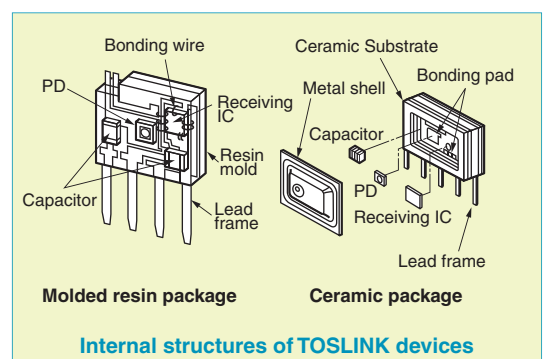 Bonding wire
PD
Receiving
IC
Resin
mold
Capacitor
Lead
frame
Molded resin package
Ceramic Substrate
Bonding pad
Metal shell
Capacitor
PD
Receiving IC
Lead frame
Ceramic package
Internal structures of TOSLINK devices